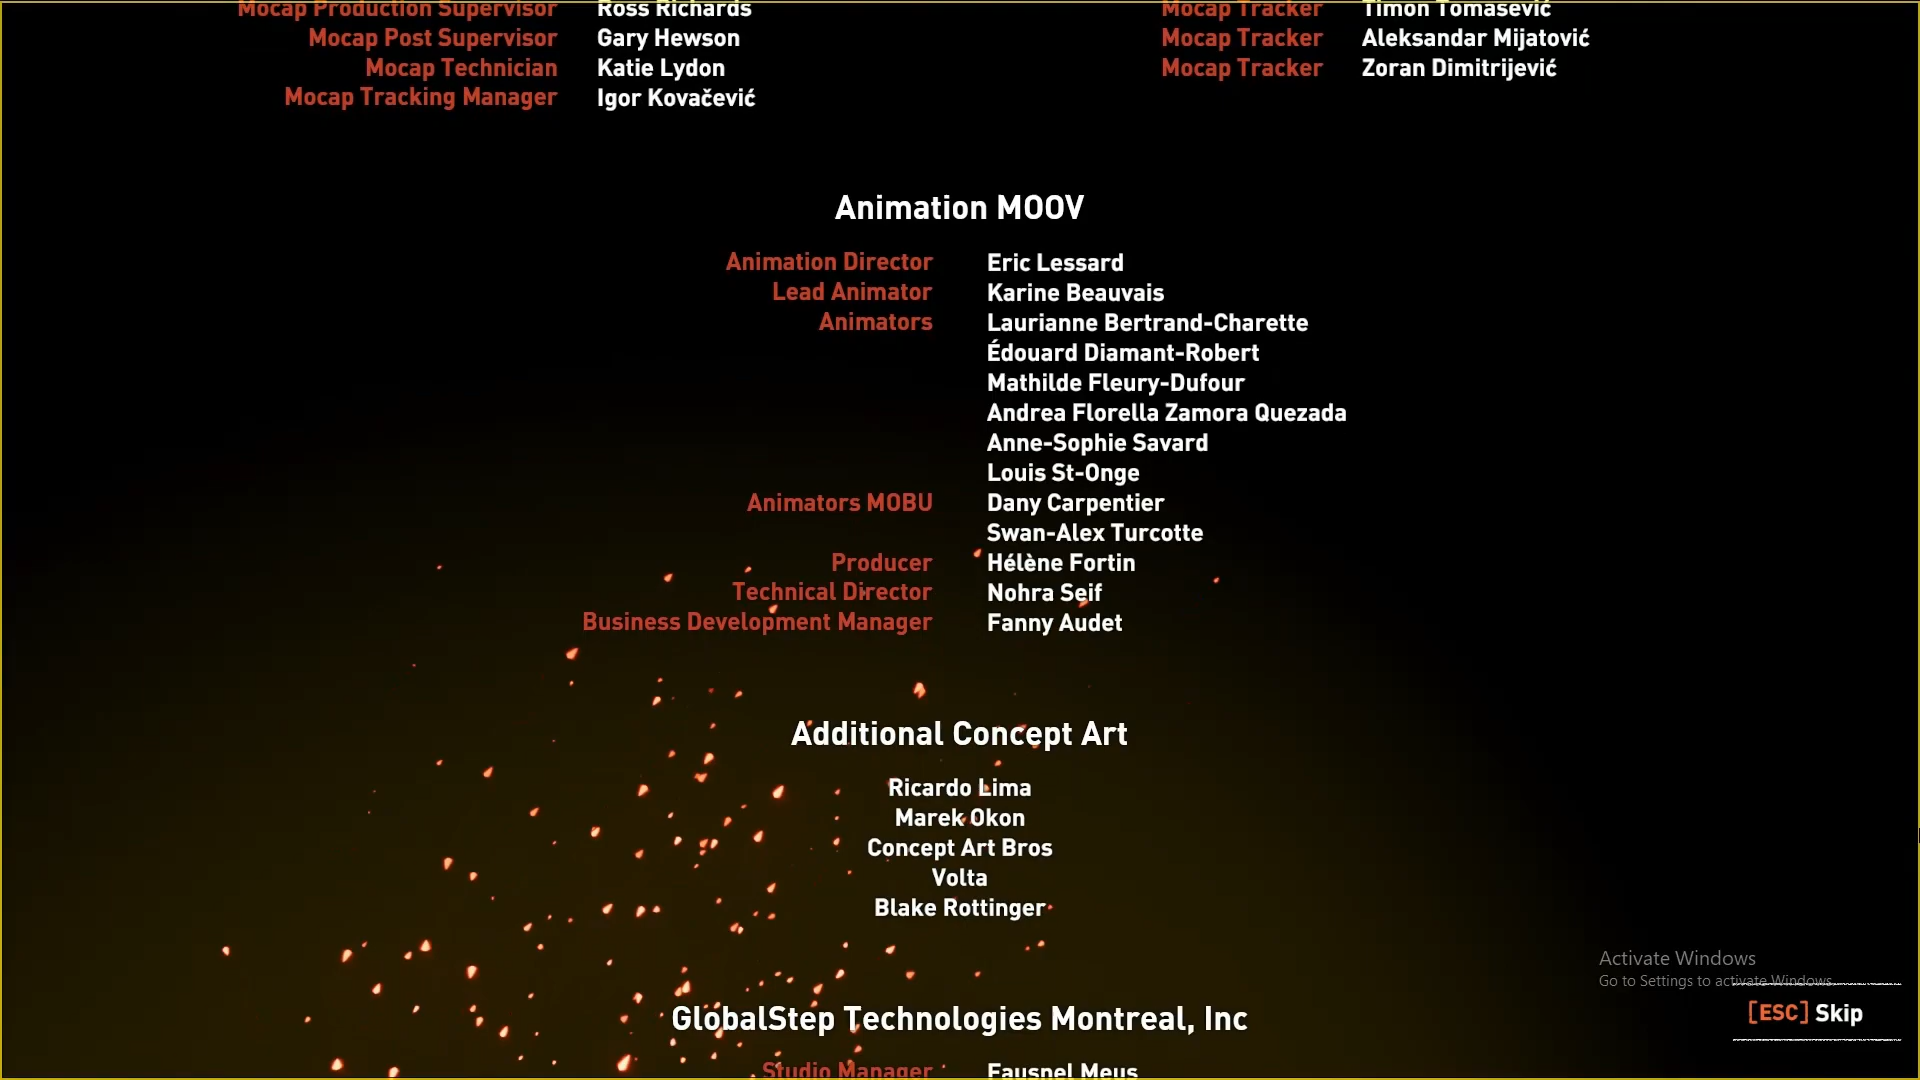 Mocap Production Supervisor Ross Richards
Mocap Post Supervisor Gary Hewson
Mocap Technician Katie Lydon
Mocap Tracking Manager Igor Kovačević
Mocap Tracker Timon Tomašević
Mocap Tracker Aleksandar Mijatović
Mocap Tracker Zoran Dimitrijević
Animation MOOV
Animation Director Eric Lessard
Lead Animator Karine Beauvais
Animators Laurianne Bertrand-Charette
Édouard Diamant-Robert
Mathilde Fleury-Dufour
Andrea Florella Zamora Quezada
Anne-Sophie Savard
Louis St-Onge
Animators MOBU Dany Carpentier
Swan-Alex Turcotte
Producer Hélène Fortin
Technical Director Nohra Seif
Business Development Manager Fanny Audet
Additional Concept Art
Ricardo Lima
Marek Okon
Concept Art Bros
Volta
Blake Rottinger
GlobalStep Technologies Montreal, Inc
Studio Manager Fausnel Meus
Activate Windows
Go to Settings to activate Windows.
[ESC] Skip